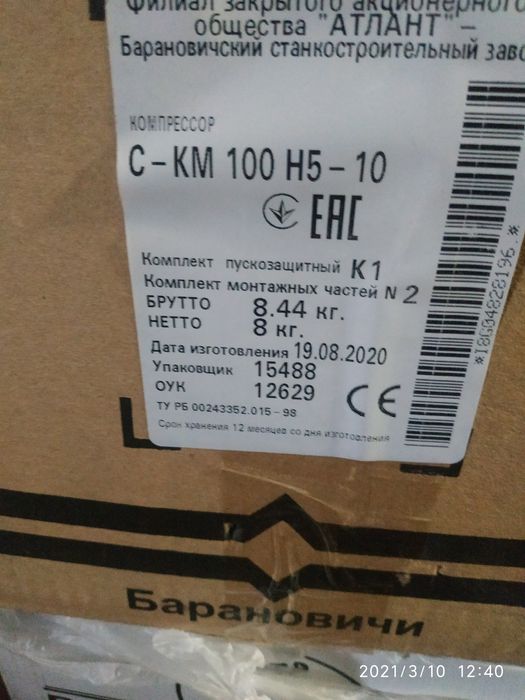 Филиал закрытого акционерного
общества "АТЛАНТ" –
Барановичский станкостроительный заво
КОМПРЕССОР
С – КМ 100 Н5 – 10
ЕАС
Комплект пускозащитный К1
Комплект монтажных частей N 2
БРУТТО 8.44 кг.
НЕТТО 8 кг.
Дата изготовления 19.08.2020
Упаковщик 15488
ОУК 12629
CE
ТУ РБ 00243352.015 – 98
Срок хранения 12 месяцев со дня изготовления
*18G04828196.*
Барановичи
2021/3/10 12:40